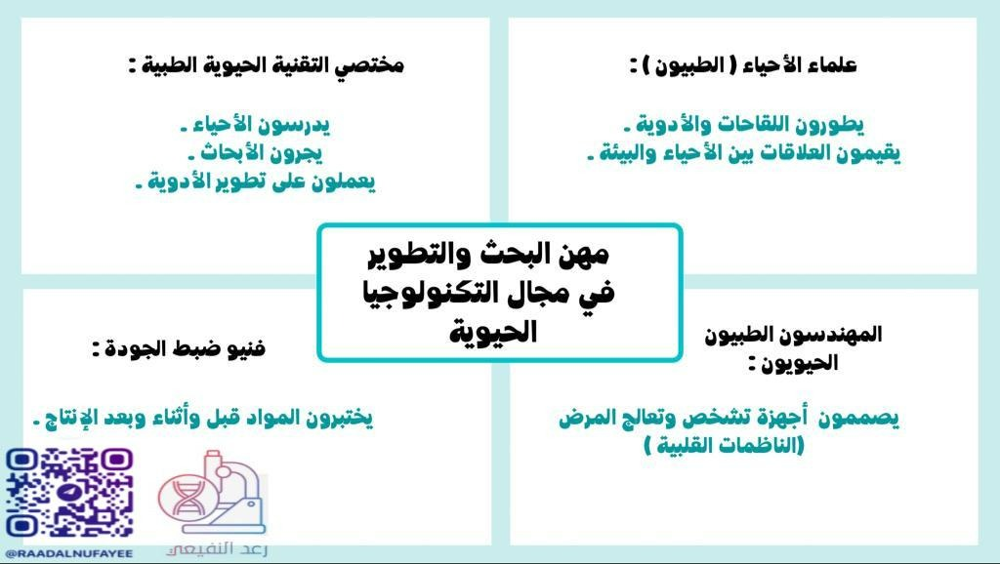 علماء الأحياء ( الطبيون ) :
يطورون اللقاحات والأدوية .
يقيمون العلاقات بين الأحياء والبيئة .
مختصي التقنية الحيوية الطبية :
يدرسون الأحياء .
يجرون الأبحاث .
يعملون على تطوير الأدوية .
مهن البحث والتطوير
في مجال التكنولوجيا
الحيوية
المهندسون الطبيون
الحيويون :
يصممون أجهزة تشخص وتعالج المرض
(الناظمات القلبية )
فنيو ضبط الجودة :
يختبرون المواد قبل وأثناء وبعد الإنتاج .
رعد النفيعي
@RAADALNUFAYEE